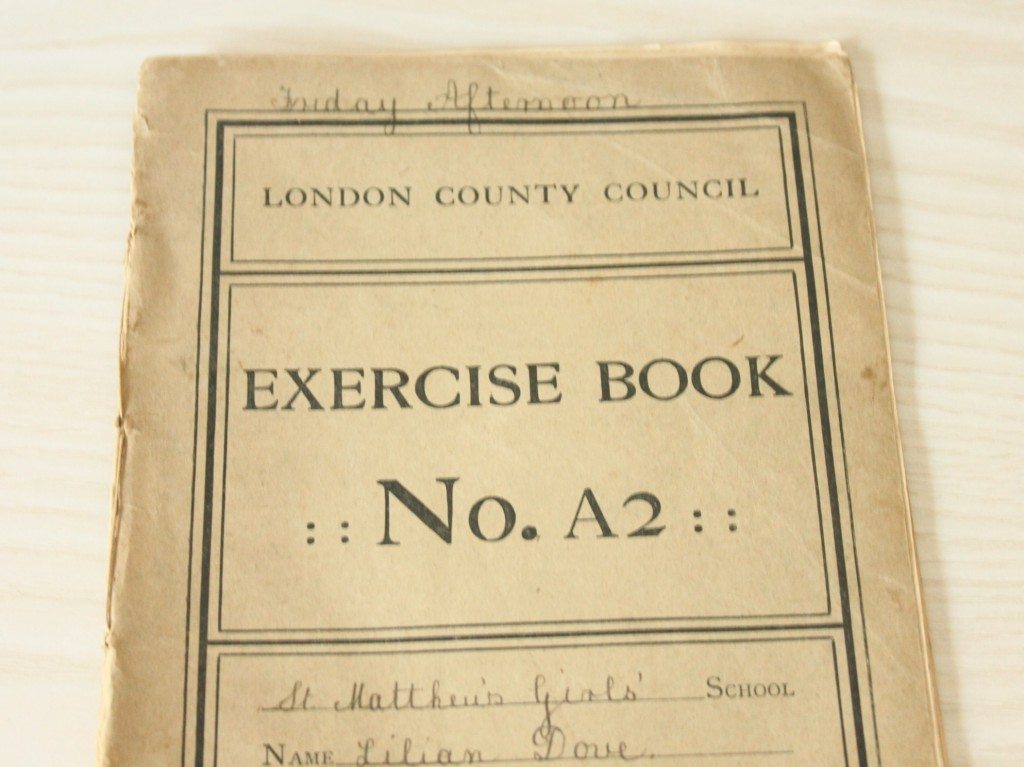 Friday Afternoon
LONDON COUNTY COUNCIL
EXERCISE BOOK
:: No. A2 ::
St Matthew's Girls' SCHOOL
NAME Lilian Dove.